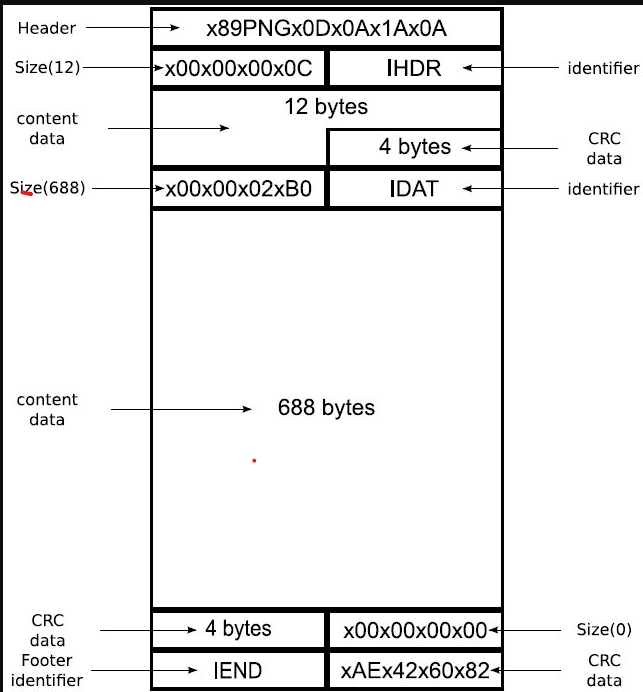 Header x89PNGx0Dx0Ax1Ax0A
Size(12) x00x00x00x0C IHDR identifier
12 bytes
content
data
4 bytes
CRC
data
Size(688) x00x00x02xB0 IDAT identifier
content
data
688 bytes
CRC
data
4 bytes x00x00x00x00 Size(0)
Footer
identifier
IEND xAEx42x60x82
CRC
data